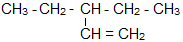 CH₃ - CH₂ - CH - CH₂ - CH₃
CH = CH₂